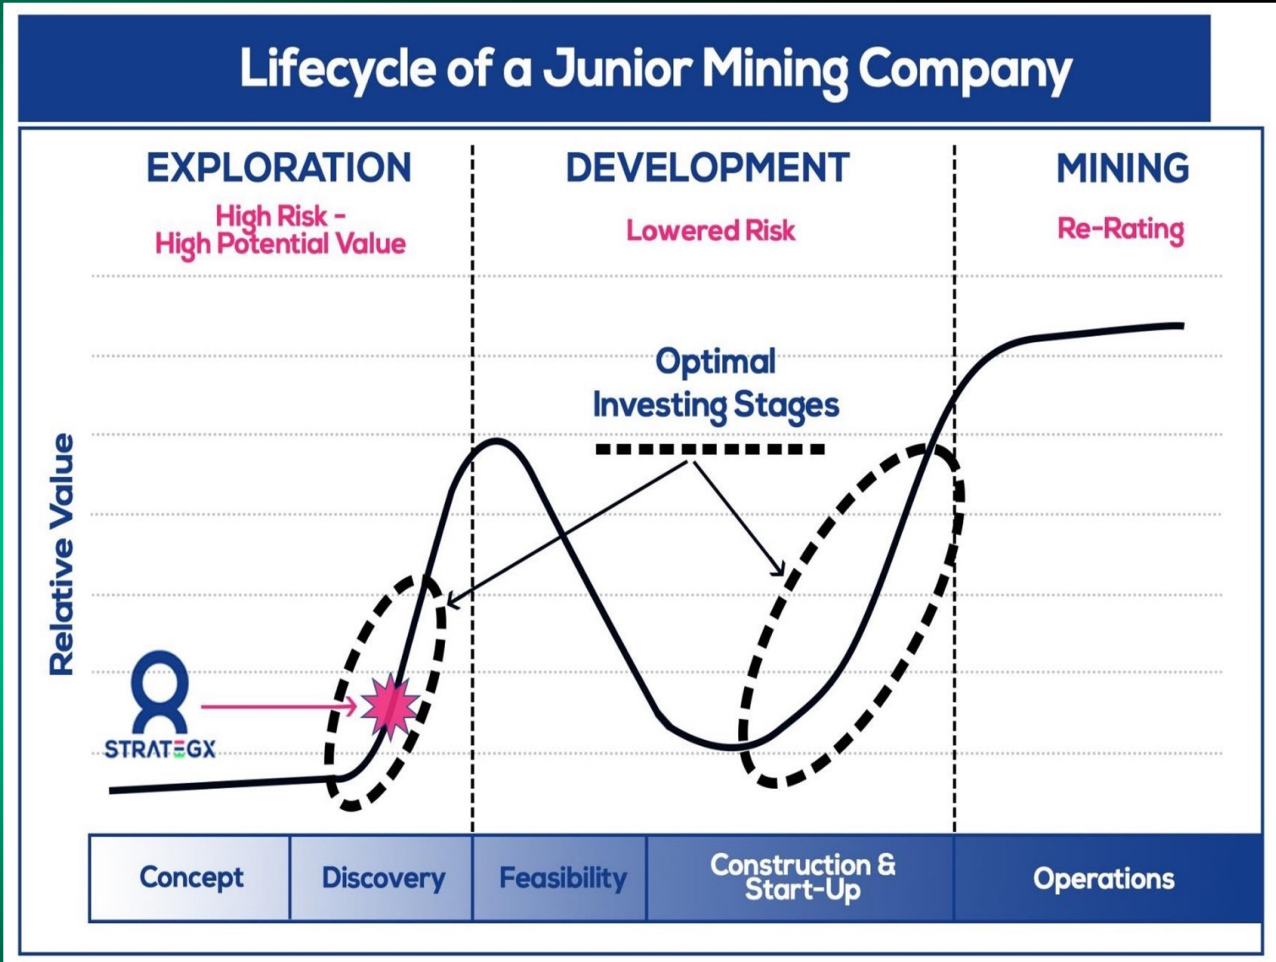 Lifecycle of a Junior Mining Company
EXPLORATION
High Risk -
High Potential Value
DEVELOPMENT
Lowered Risk
MINING
Re-Rating
Optimal
Investing Stages
Relative Value
STRATEGX
Concept
Discovery
Feasibility
Construction &
Start-Up
Operations